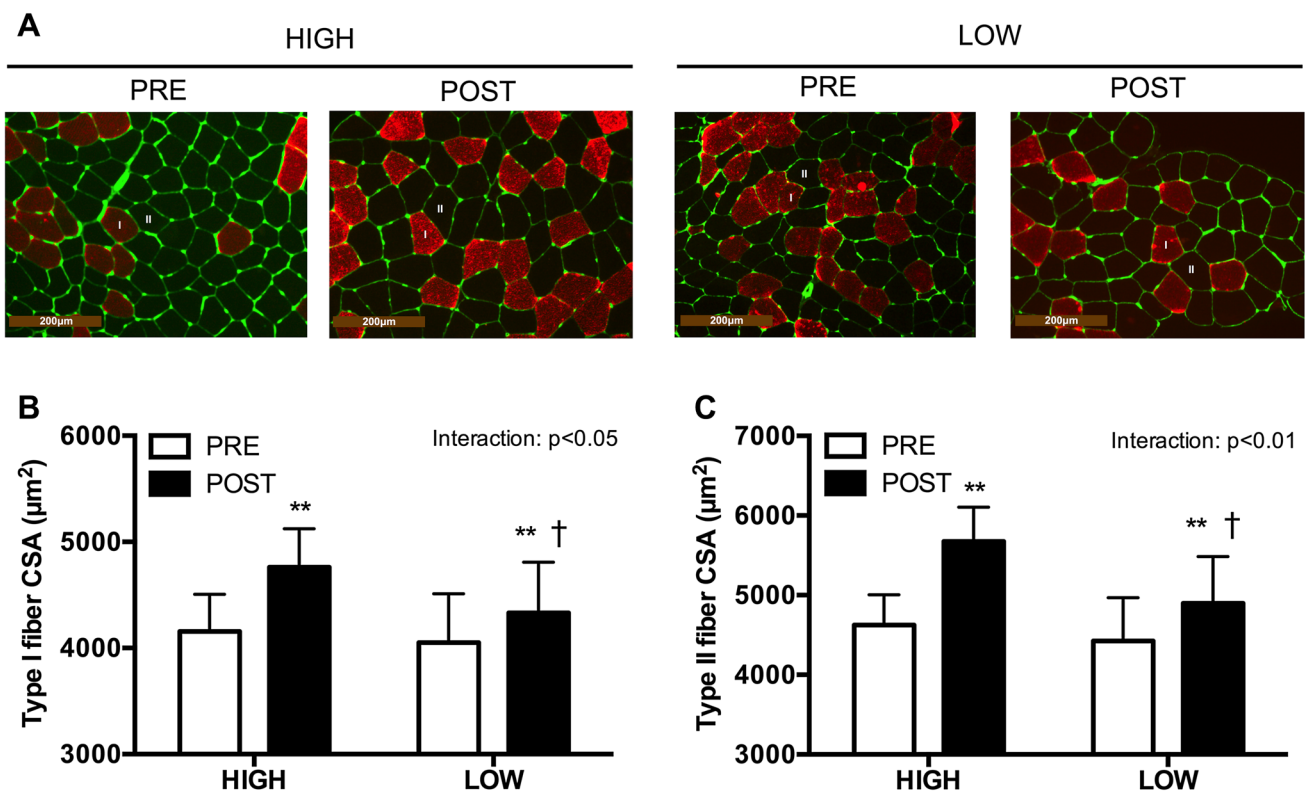 A
HIGH
LOW
PRE
POST
PRE
POST
I
II
200µm
II
I
200µm
II
I
200µm
I
II
200µm
B
6000
5000
4000
3000
Type I fiber CSA (µm²)
PRE
POST
Interaction: p<0.05
**
** †
HIGH
LOW
C
7000
6000
5000
4000
3000
Type II fiber CSA (µm²)
PRE
POST
Interaction: p<0.01
**
** †
HIGH
LOW